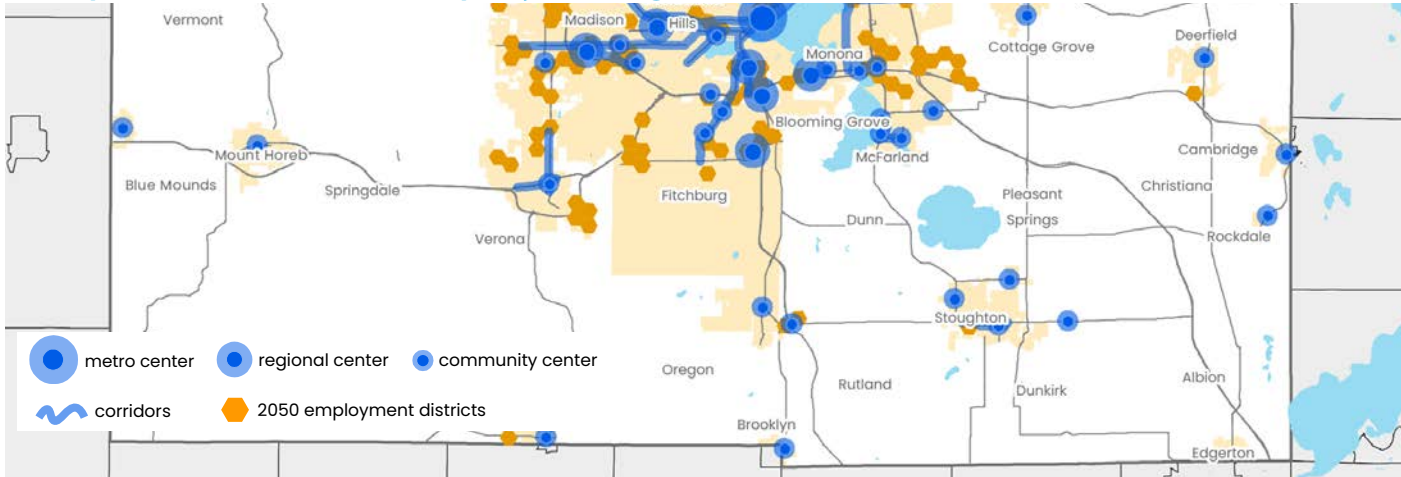 Vermont
Madison
Hills
Monona
Cottage Grove
Deerfield
Blooming Grove
Mount Horeb
McFarland
Cambridge
Blue Mounds
Springdale
Fitchburg
Pleasant
Springs
Christiana
Verona
Dunn
Rockdale
Stoughton
metro center
regional center
community center
Oregon
Rutland
Dunkirk
Albion
corridors
2050 employment districts
Brooklyn
Edgerton